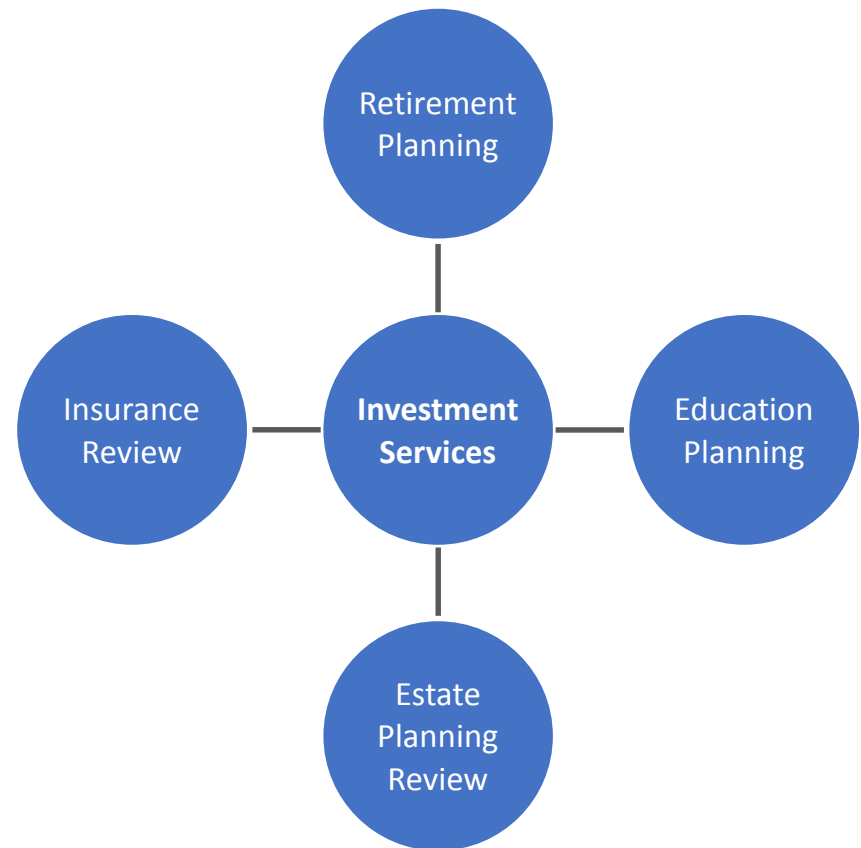 Retirement
Planning
Insurance
Review
Investment
Services
Education
Planning
Estate
Planning
Review